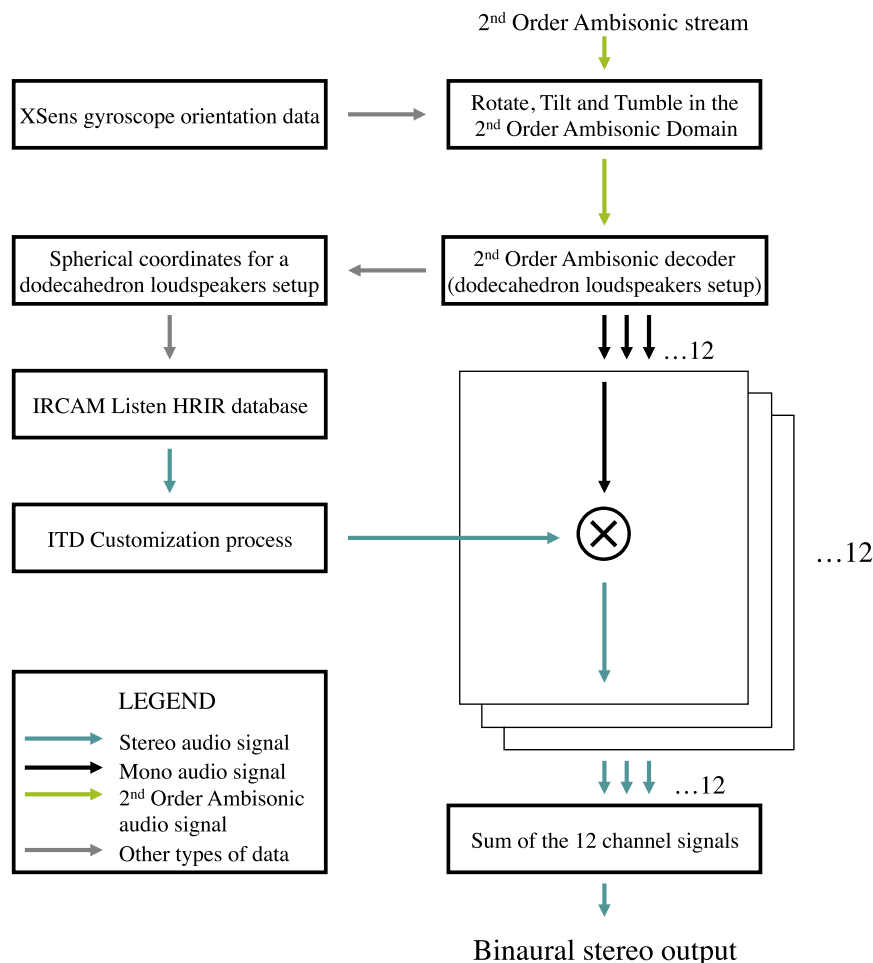 2nd Order Ambisonic stream
XSens gyroscope orientation data
Rotate, Tilt and Tumble in the
2nd Order Ambisonic Domain
Spherical coordinates for a
dodecahedron loudspeakers setup
2nd Order Ambisonic decoder
(dodecahedron loudspeakers setup)
…12
IRCAM Listen HRIR database
ITD Customization process
…12
LEGEND
Stereo audio signal
Mono audio signal
2nd Order Ambisonic
audio signal
Other types of data
…12
Sum of the 12 channel signals
Binaural stereo output